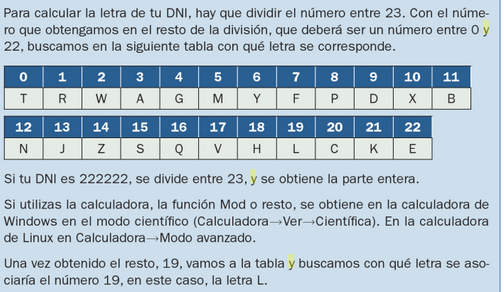 Para calcular la letra de tu DNI, hay que dividir el número entre 23. Con el núme-
ro que obtengamos en el resto de la división, que deberá ser un número entre 0 y
22, buscamos en la siguiente tabla con qué letra se corresponde.
0 1 2 3 4 5 6 7 8 9 10 11
T R W A G M Y F P D X B
12 13 14 15 16 17 18 19 20 21 22
N J Z S Q V H L C K E
Si tu DNI es 222222, se divide entre 23, y se obtiene la parte entera.
Si utilizas la calculadora, la función Mod o resto, se obtiene en la calculadora de
Windows en el modo científico (Calculadora→Ver→Científica). En la calculadora
de Linux en Calculadora→Modo avanzado.
Una vez obtenido el resto, 19, vamos a la tabla y buscamos con qué letra se aso-
ciaría el número 19, en este caso, la letra L.